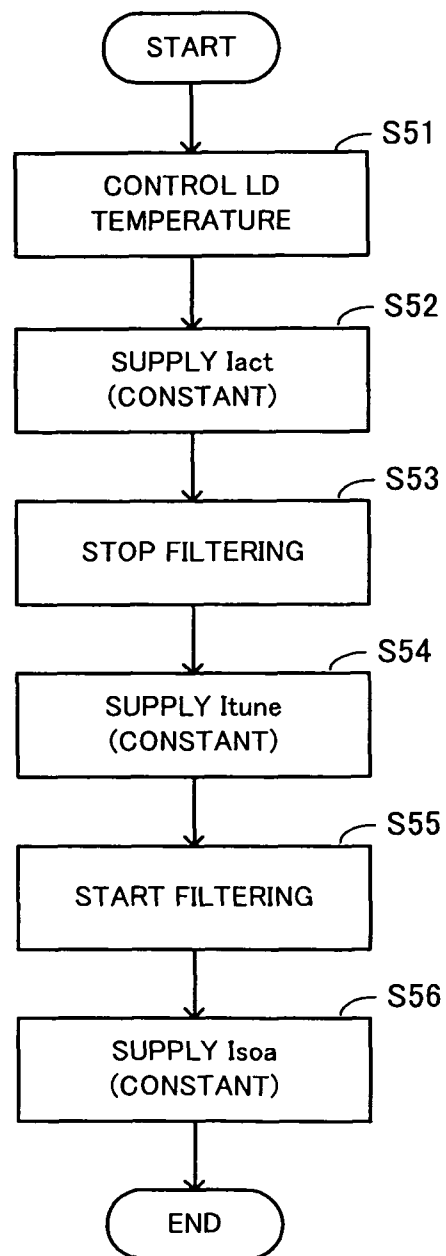 START
S51
CONTROL LD
TEMPERATURE
S52
SUPPLY Iact
(CONSTANT)
S53
STOP FILTERING
S54
SUPPLY Itune
(CONSTANT)
S55
START FILTERING
S56
SUPPLY Isoa
(CONSTANT)
END